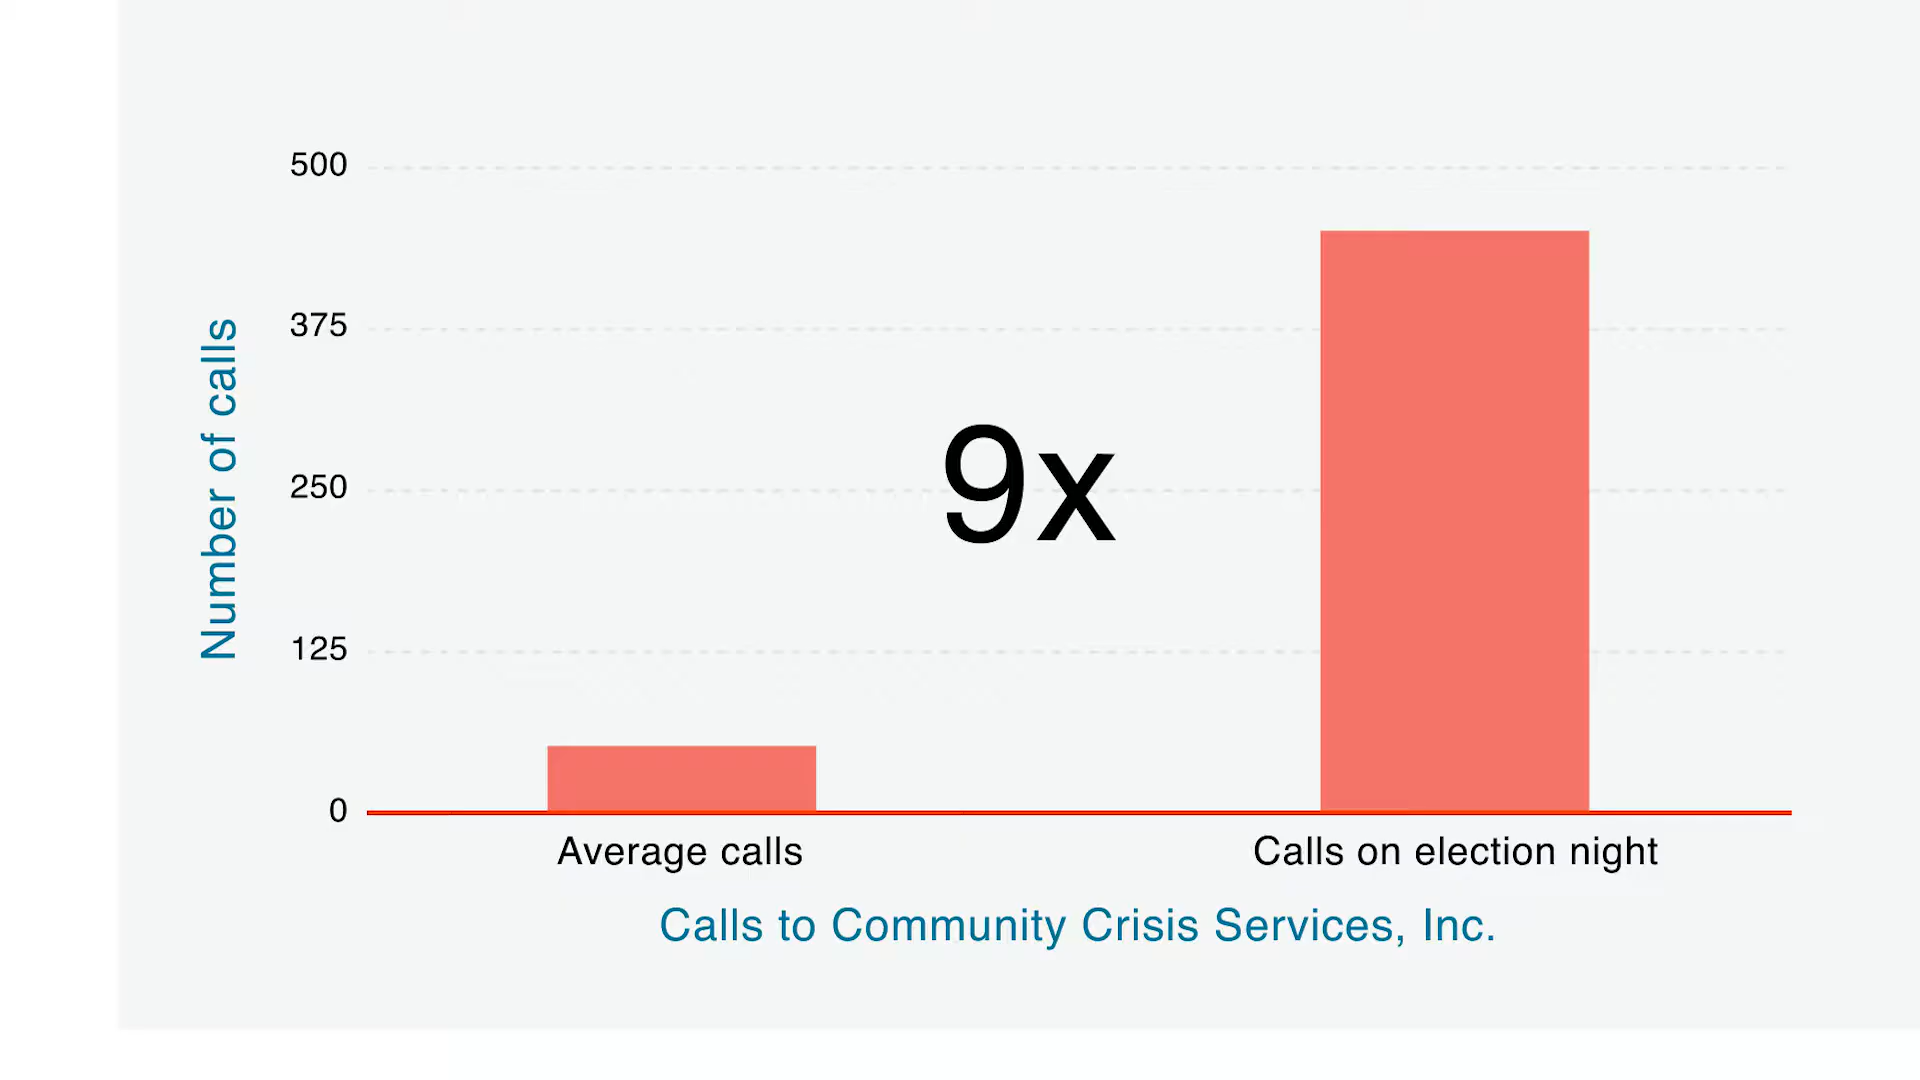 500
375
250
125
0
Number of calls
9x
Average calls
Calls on election night
Calls to Community Crisis Services, Inc.